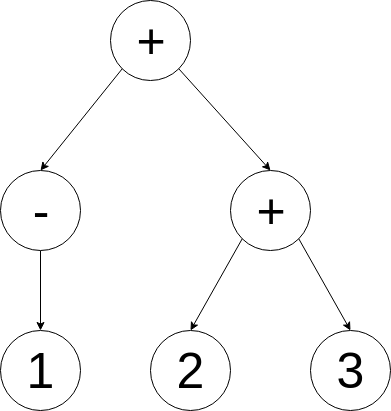 +
- +
1 2 3